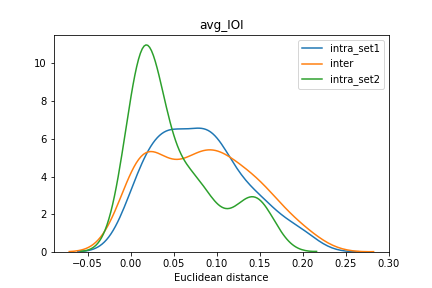 avg_IOI
intra_set1
inter
intra_set2
10
8
6
4
2
0
−0.05 0.00 0.05 0.10 0.15 0.20 0.25 0.30
Euclidean distance